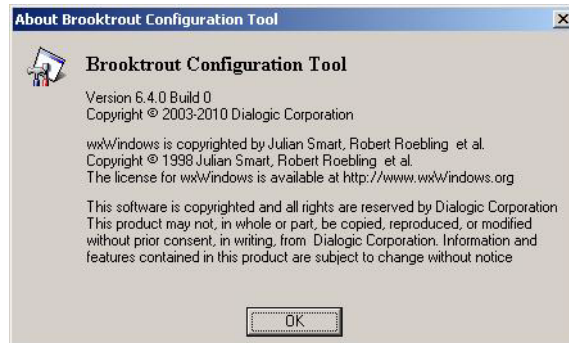 About Brooktrout Configuration Tool
Brooktrout Configuration Tool
Version 6.4.0 Build 0
Copyright © 2003-2010 Dialogic Corporation
wxWindows is copyrighted by Julian Smart, Robert Roebling et al.
Copyright © 1998 Julian Smart, Robert Roebling et al.
The license for wxWindows is available at http://www.wxWindows.org
This software is copyrighted and all rights are reserved by Dialogic Corporation
This product may not, in whole or part, be copied, reproduced, or modified
without prior consent, in writing, from Dialogic Corporation. Information and
features contained in this product are subject to change without notice
OK